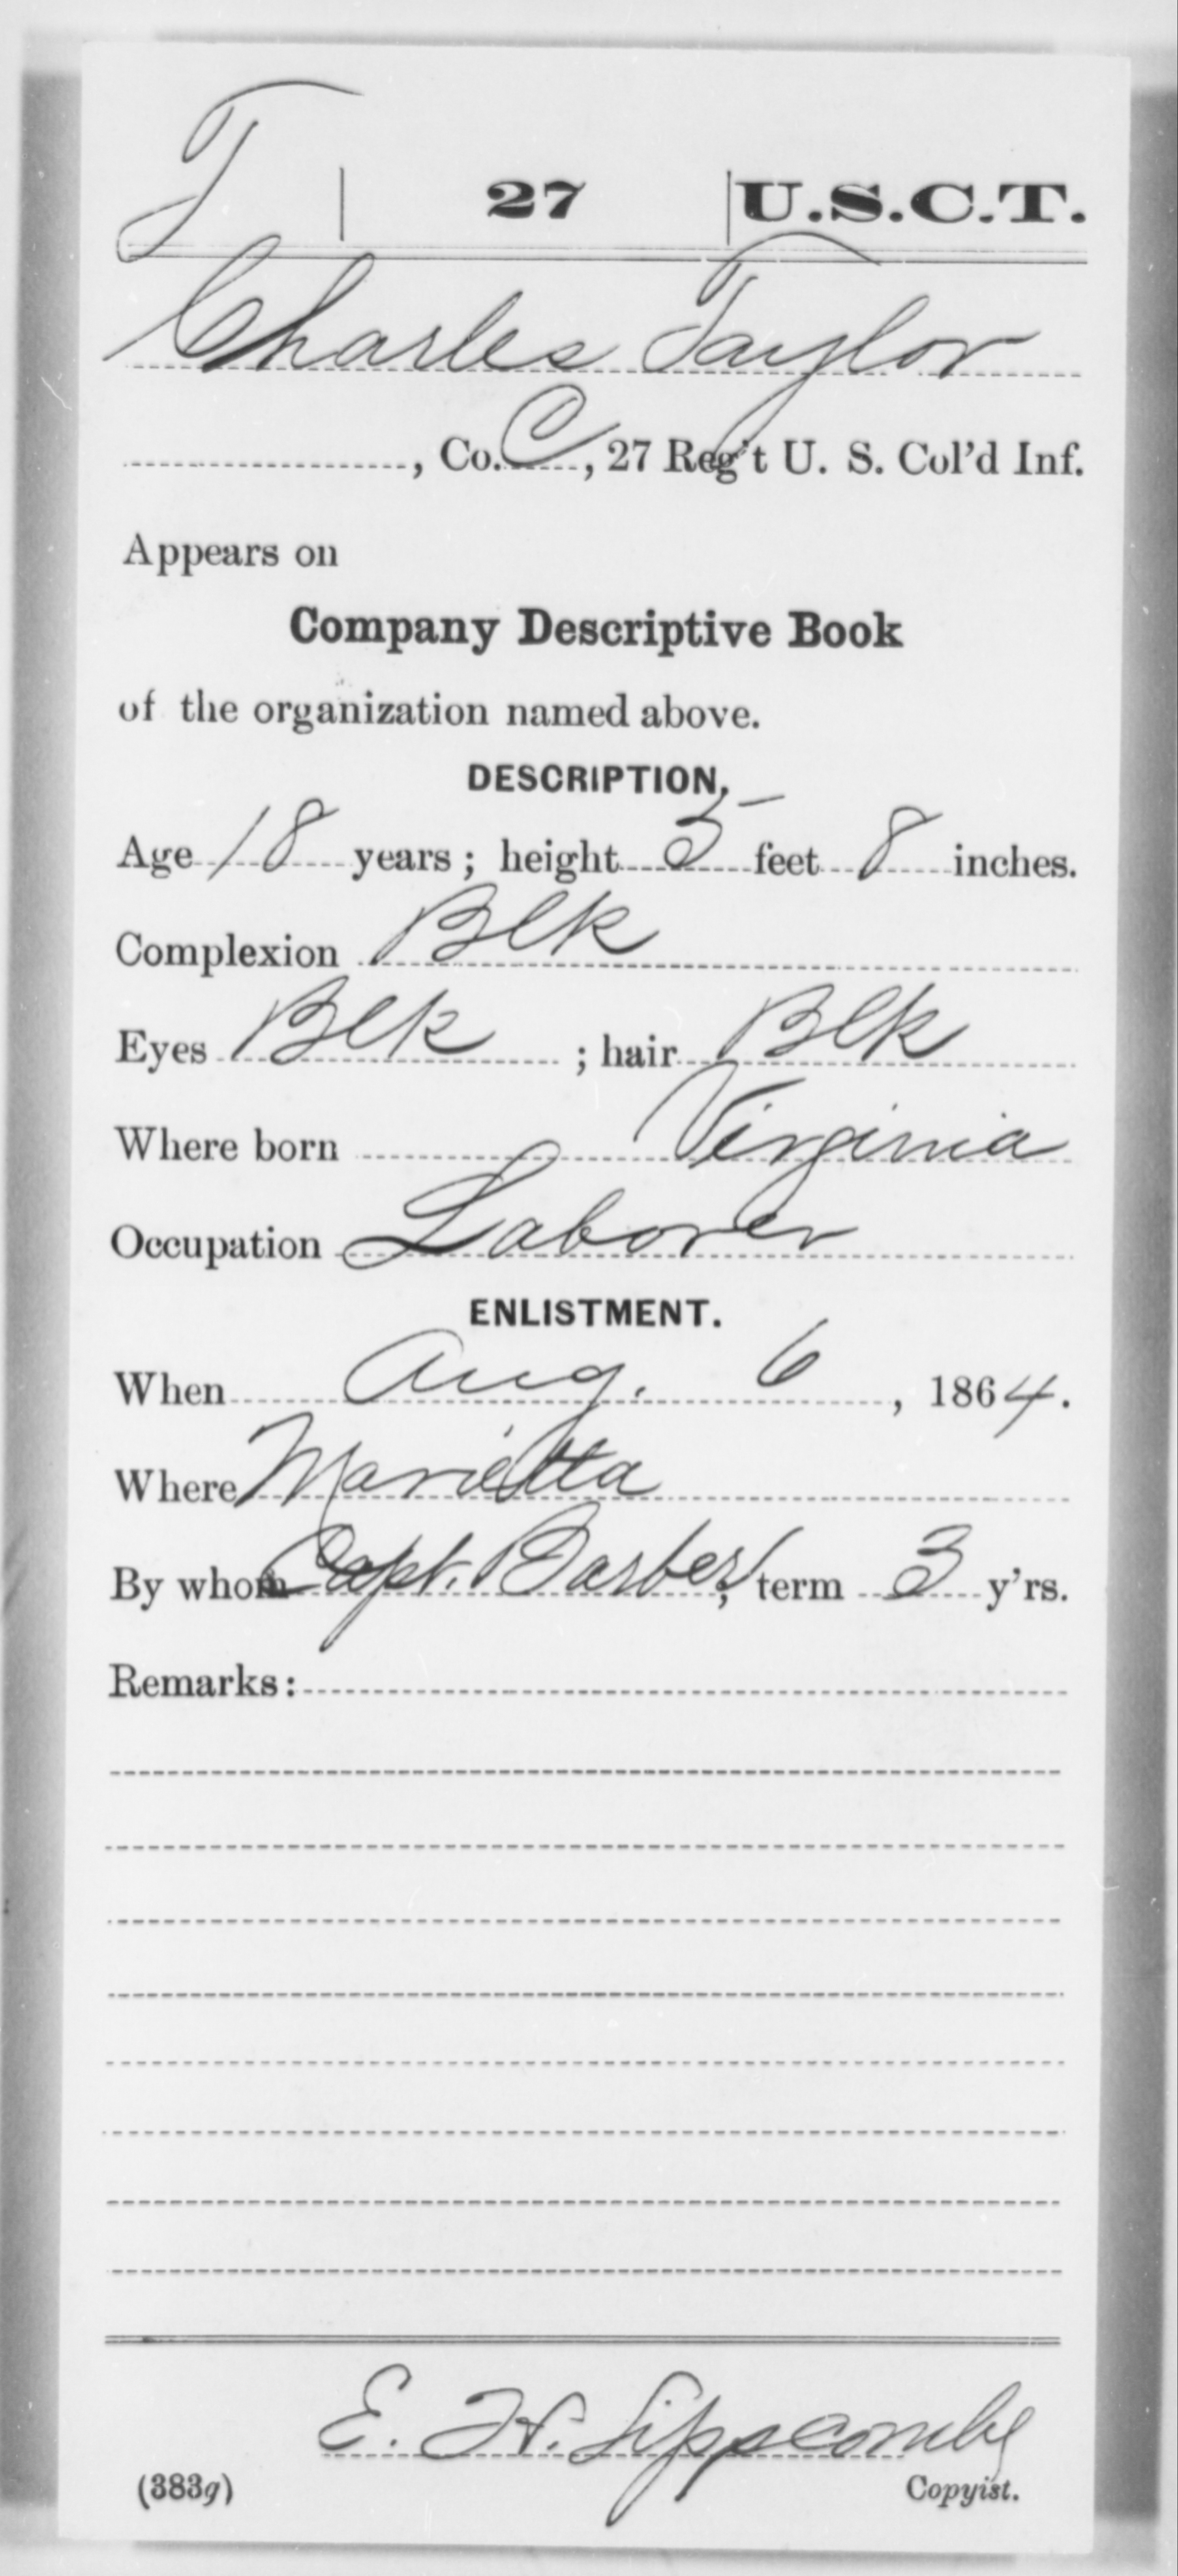 T | 27 | U.S.C.T.
Charles Taylor
, Co. C, 27 Reg't U. S. Col'd Inf.
Appears on
Company Descriptive Book
of the organization named above.
DESCRIPTION.
Age 18 years; height 5 feet 8 inches.
Complexion Blk
Eyes Blk; hair Blk
Where born Virginia
Occupation Laborer
ENLISTMENT.
When Aug. 6, 1864.
Where Marietta
By whom Capt. Barber, term 3 y'rs.
Remarks:
E. H. Lippscombe
(383g) Copyist.